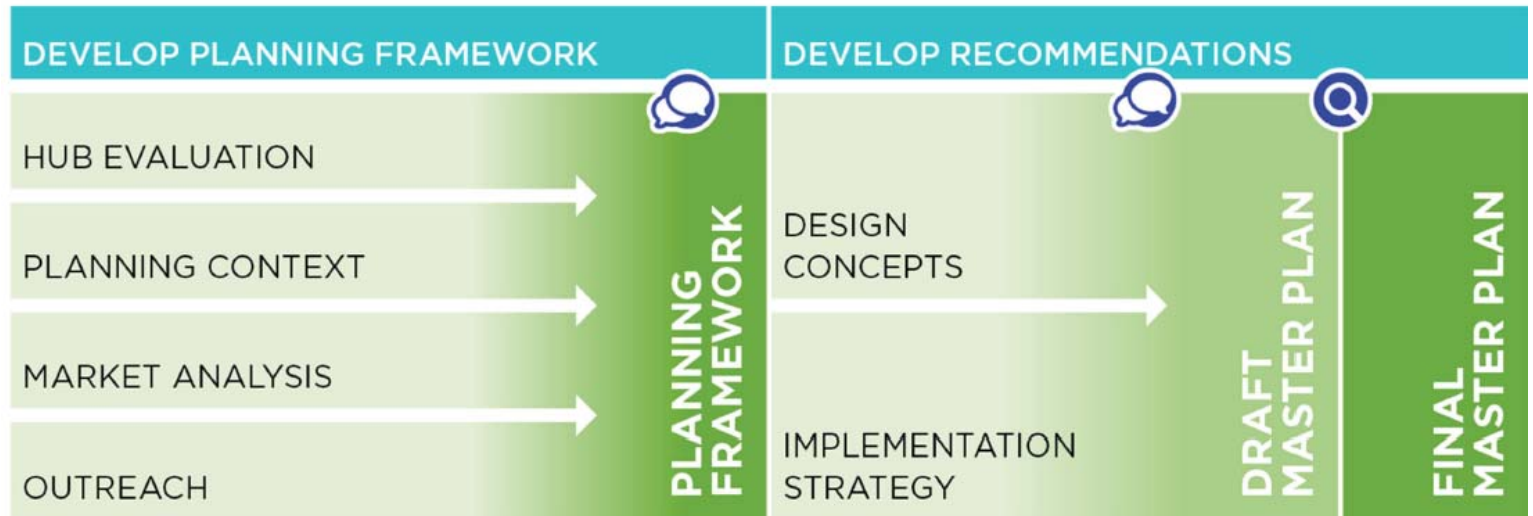 DEVELOP PLANNING FRAMEWORK
HUB EVALUATION
PLANNING CONTEXT
MARKET ANALYSIS
OUTREACH
PLANNING
FRAMEWORK
DEVELOP RECOMMENDATIONS
DESIGN
CONCEPTS
IMPLEMENTATION
STRATEGY
DRAFT
MASTER PLAN
FINAL
MASTER PLAN